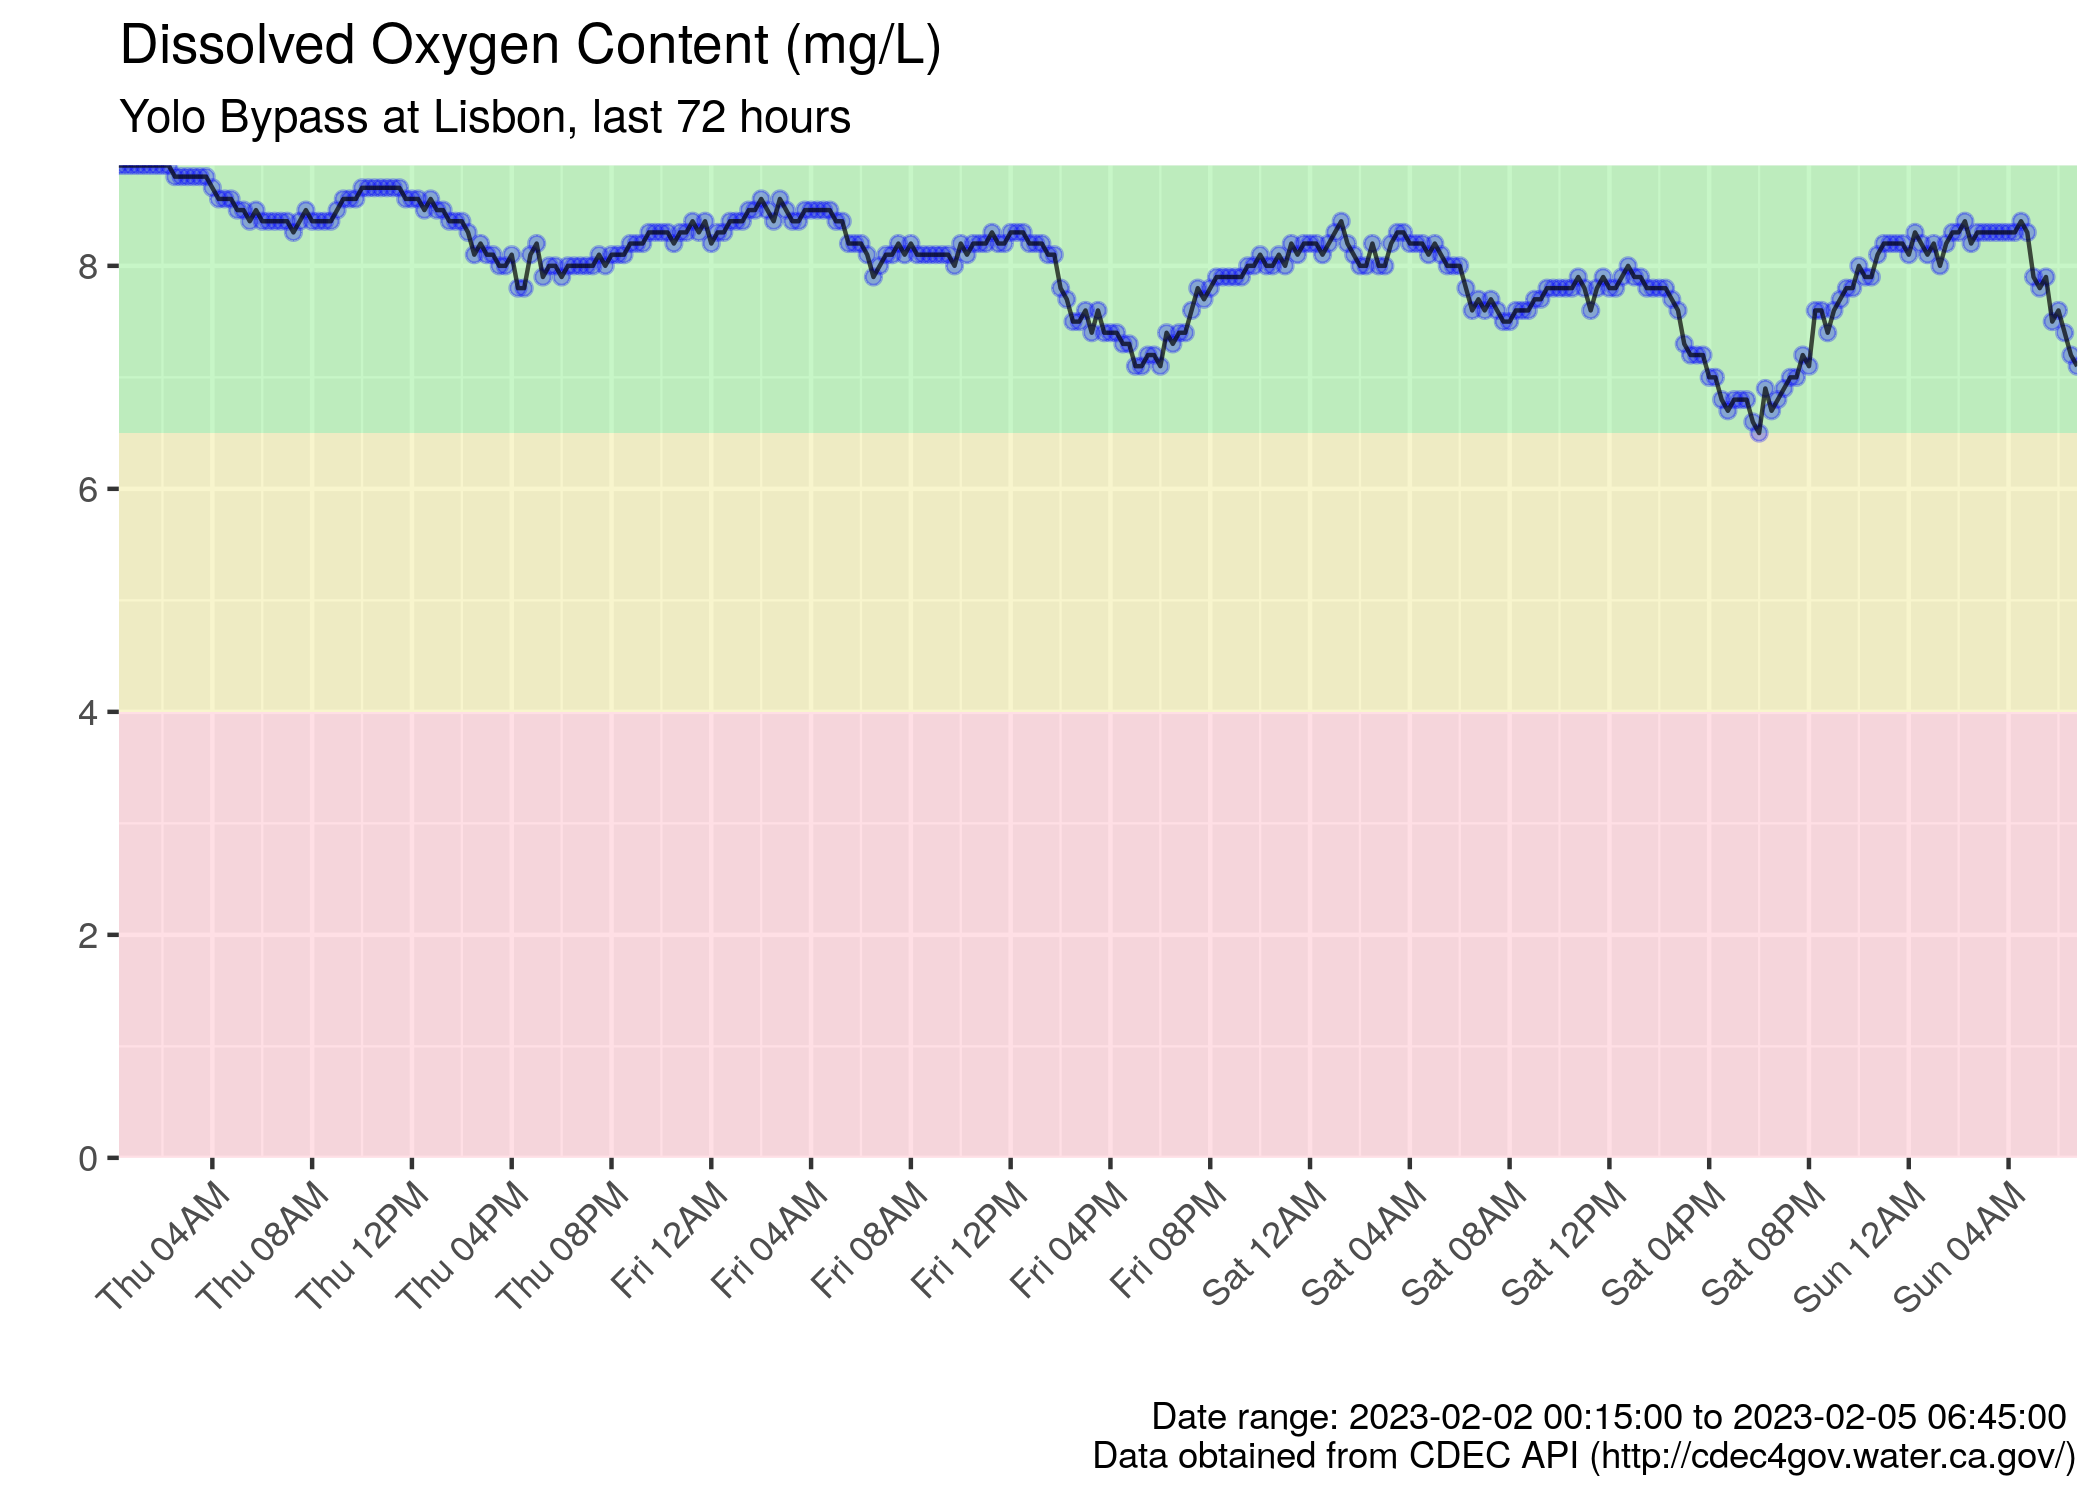 Dissolved Oxygen Content (mg/L)
Yolo Bypass at Lisbon, last 72 hours
8
6
4
2
0
Thu 04AM
Thu 08AM
Thu 12PM
Thu 04PM
Thu 08PM
Fri 12AM
Fri 04AM
Fri 08AM
Fri 12PM
Fri 04PM
Fri 08PM
Sat 12AM
Sat 04AM
Sat 08AM
Sat 12PM
Sat 04PM
Sat 08PM
Sun 12AM
Sun 04AM
Date range: 2023-02-02 00:15:00 to 2023-02-05 06:45:00
Data obtained from CDEC API (http://cdec4gov.water.ca.gov/)